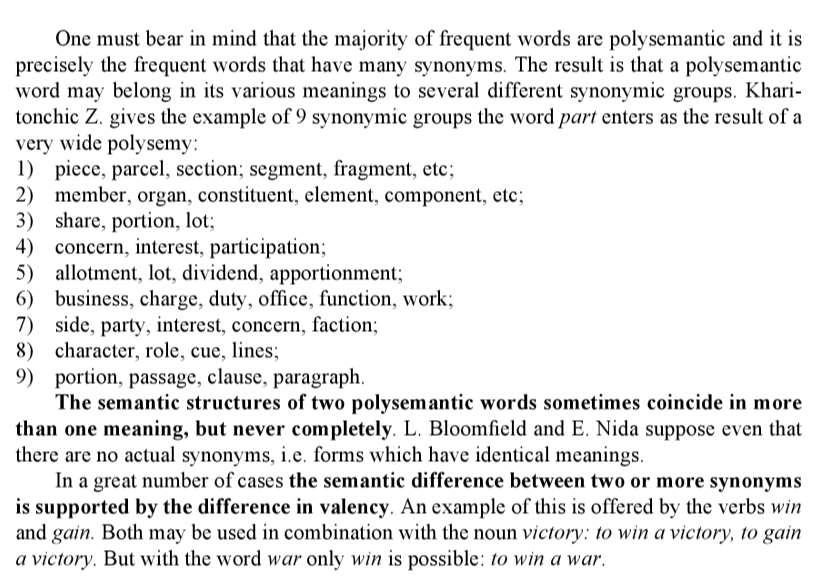 One must bear in mind that the majority of frequent words are polysemantic and it is
precisely the frequent words that have many synonyms. The result is that a polysemantic
word may belong in its various meanings to several different synonymic groups. Khari-
tonchic Z. gives the example of 9 synonymic groups the word part enters as the result of a
very wide polysemy:
1) piece, parcel, section; segment, fragment, etc;
2) member, organ, constituent, element, component, etc;
3) share, portion, lot;
4) concern, interest, participation;
5) allotment, lot, dividend, apportionment;
6) business, charge, duty, office, function, work;
7) side, party, interest, concern, faction;
8) character, role, cue, lines;
9) portion, passage, clause, paragraph.
The semantic structures of two polysemantic words sometimes coincide in more
than one meaning, but never completely. L. Bloomfield and E. Nida suppose even that
there are no actual synonyms, i.e. forms which have identical meanings.
In a great number of cases the semantic difference between two or more synonyms
is supported by the difference in valency. An example of this is offered by the verbs win
and gain. Both may be used in combination with the noun victory: to win a victory, to gain
a victory. But with the word war only win is possible: to win a war.